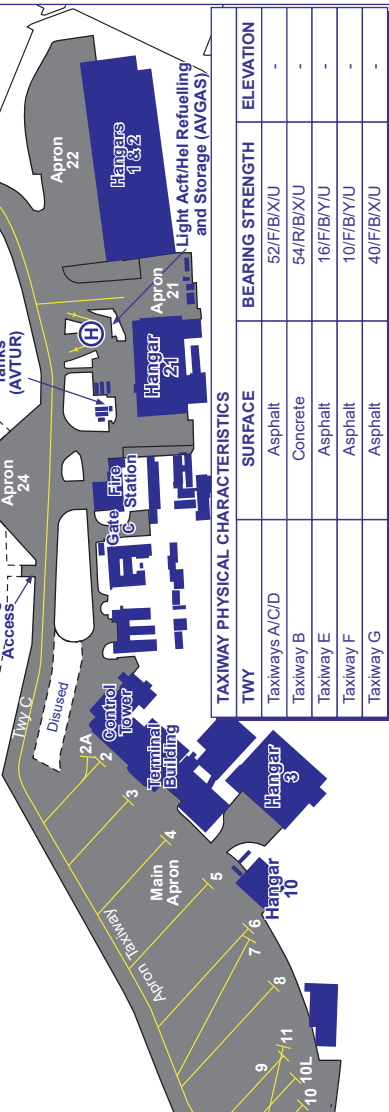 Apron
22
Hangars
1 & 2
Light Acft/Hel Refuelling
and Storage (AVGAS)
H
Apron
21
Tanks
(AVTUR)
Hangar
21
Apron
24
Fire
Station
Gate
C
Access
Twy C
Disused
Control
Tower
Terminal
Building
2A
2
3
4
5
Main
Apron
Apron Taxiway
Hangar
3
Hangar
10
6
7
8
9
11
10L
10
TAXIWAY PHYSICAL CHARACTERISTICS
TWY SURFACE BEARING STRENGTH ELEVATION
Taxiways A/C/D Asphalt 52/F/B/X/U -
Taxiway B Concrete 54/R/B/X/U -
Taxiway E Asphalt 16/F/B/Y/U -
Taxiway F Asphalt 10/F/B/Y/U -
Taxiway G Asphalt 40/F/B/X/U -